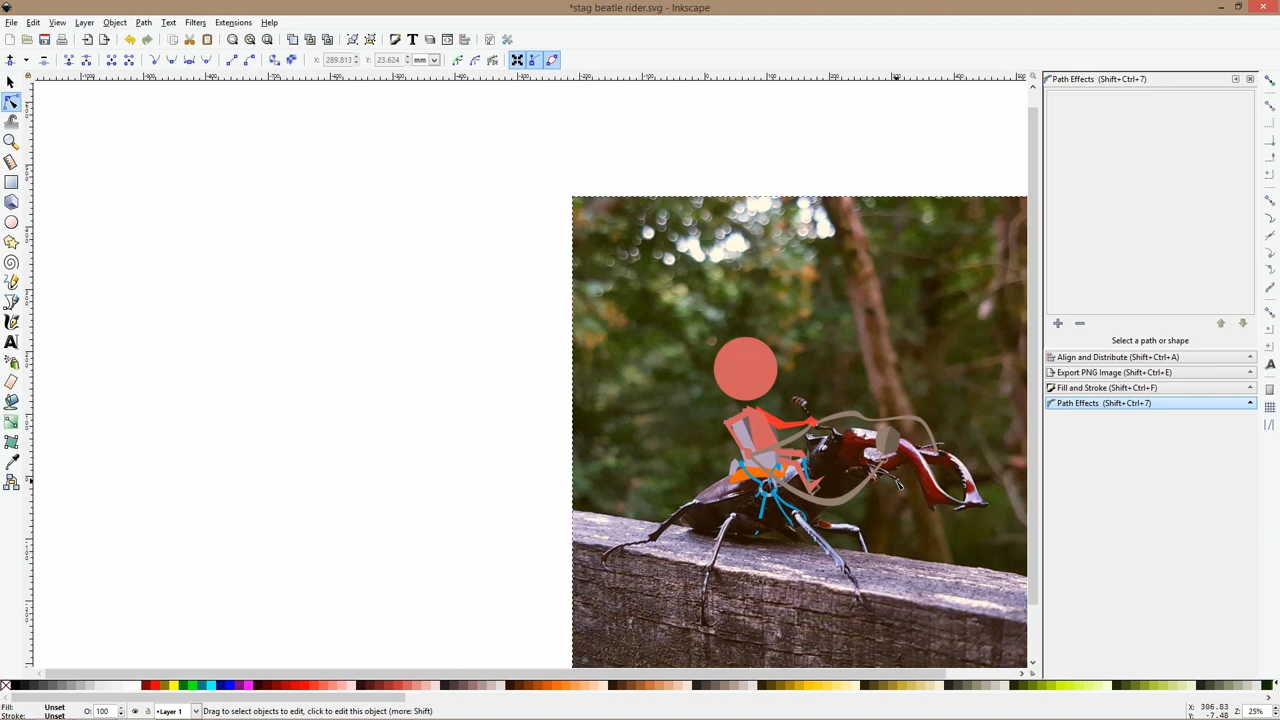 *stag beatle rider.svg - Inkscape
File Edit View Layer Object Path Text Filters Extensions Help
X: 289.813 Y: 23.624 mm
Path Effects (Shift+Ctrl+7)
Select a path or shape
Align and Distribute (Shift+Ctrl+A)
Export PNG Image (Shift+Ctrl+E)
Fill and Stroke (Shift+Ctrl+F)
Path Effects (Shift+Ctrl+7)
Fill: Unset
Stroke: Unset
O: 100
Layer 1
Drag to select objects to edit, click to edit this object (more: Shift)
X: 306.83
Y: -7.48
Z: 25%